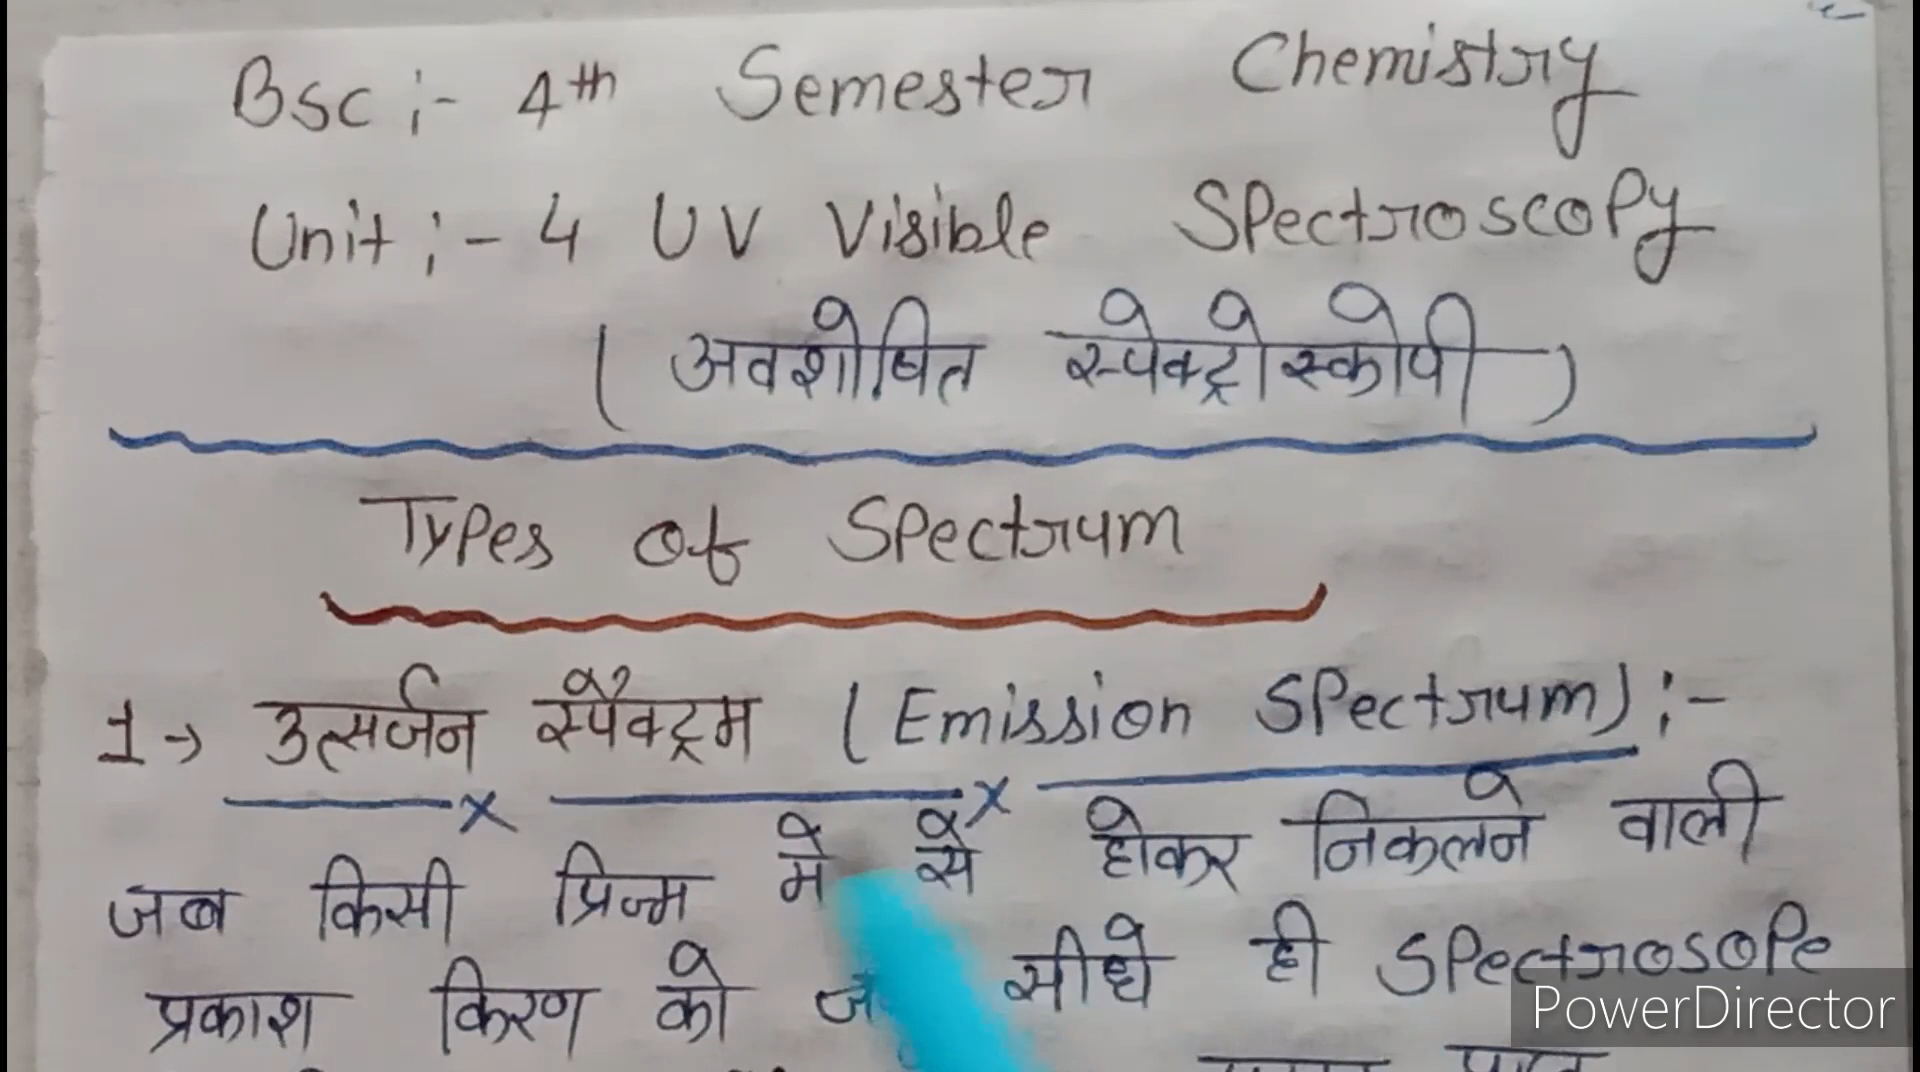 Bsc ;- 4th Semester Chemistry
Unit ;- 4 UV Visible Spectroscopy
(अवशोषित स्पेक्ट्रोस्कोपी)
Types of Spectrum
1→ उत्सर्जन स्पैक्ट्रम (Emission Spectrum) ;-
जब किसी प्रिज्म मे से होकर निकलने वाली
प्रकाश किरण को सीधे ही Spectrosope
PowerDirector